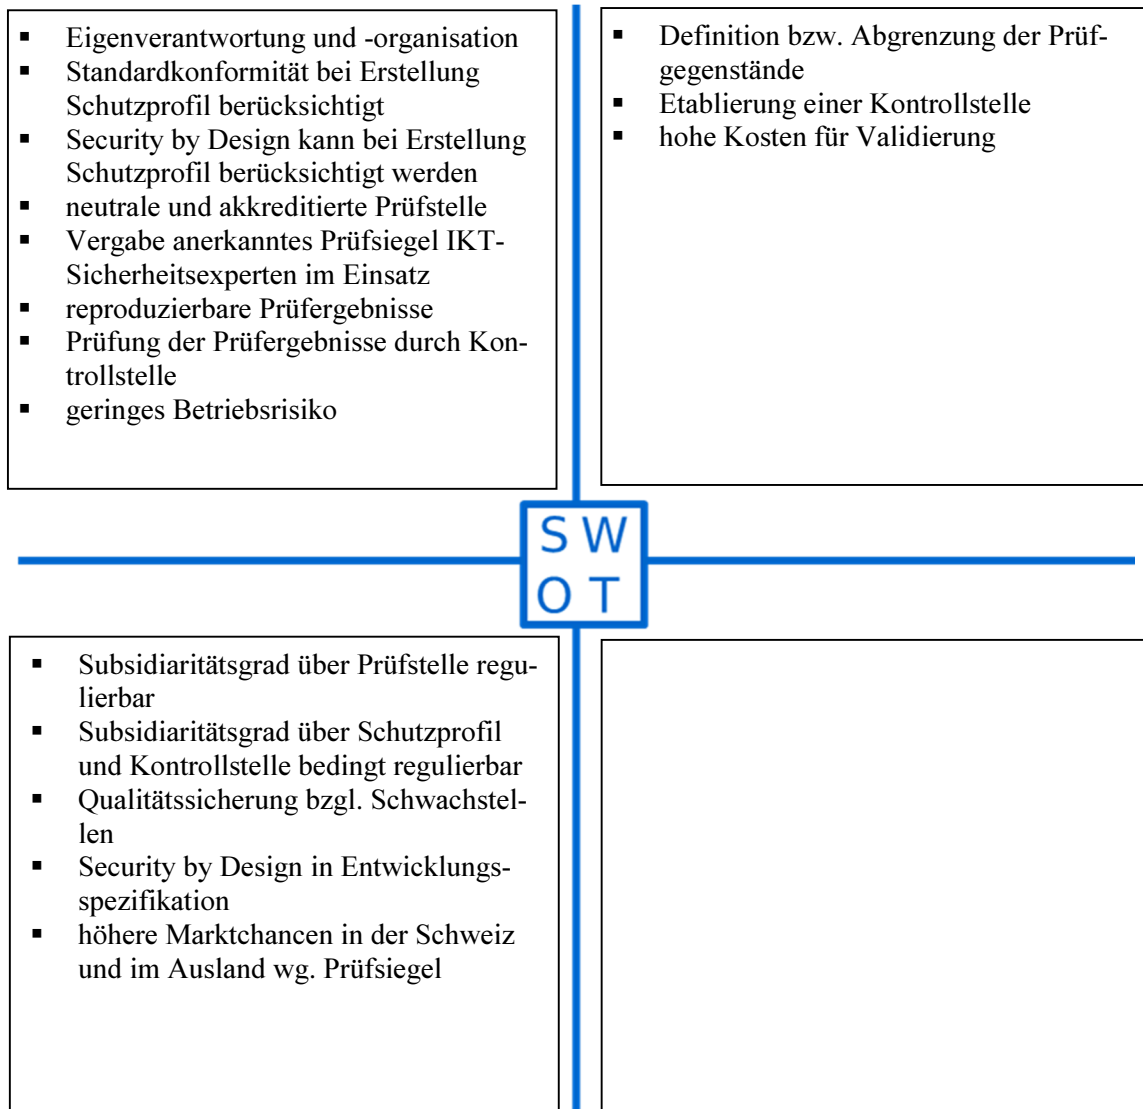 ▪ Eigenverantwortung und -organisation
▪ Standardkonformität bei Erstellung
Schutzprofil berücksichtigt
▪ Security by Design kann bei Erstellung
Schutzprofil berücksichtigt werden
▪ neutrale und akkreditierte Prüfstelle
▪ Vergabe anerkanntes Prüfsiegel IKT-
Sicherheitsexperten im Einsatz
▪ reproduzierbare Prüfergebnisse
▪ Prüfung der Prüfergebnisse durch Kon-
trollstelle
▪ geringes Betriebsrisiko
▪ Definition bzw. Abgrenzung der Prüf-
gegenstände
▪ Etablierung einer Kontrollstelle
▪ hohe Kosten für Validierung
S W
O T
▪ Subsidiaritätsgrad über Prüfstelle regu-
lierbar
▪ Subsidiaritätsgrad über Schutzprofil
und Kontrollstelle bedingt regulierbar
▪ Qualitätssicherung bzgl. Schwachstel-
len
▪ Security by Design in Entwicklungs-
spezifikation
▪ höhere Marktchancen in der Schweiz
und im Ausland wg. Prüfsiegel